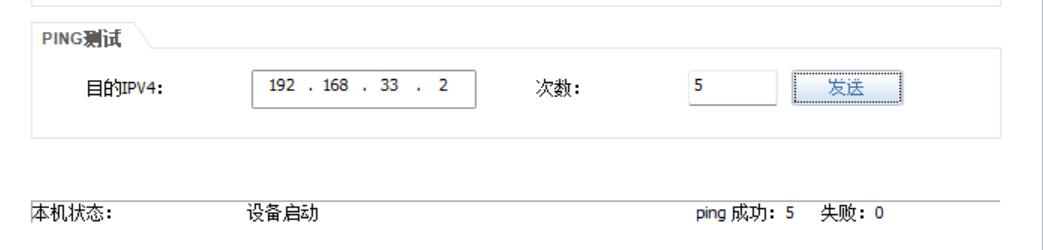 PING测试
目的IPV4: 192 . 168 . 33 . 2 次数: 5 发送
本机状态: 设备启动 ping 成功: 5 失败: 0